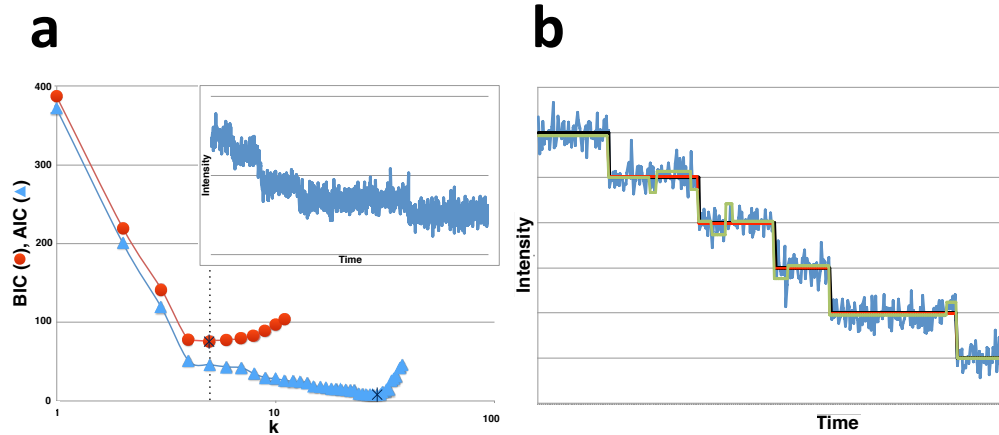 a
b
400
300
200
100
0
BIC (●), AIC (▲)
1
10
100
k
Intensity
Time
Intensity
Time